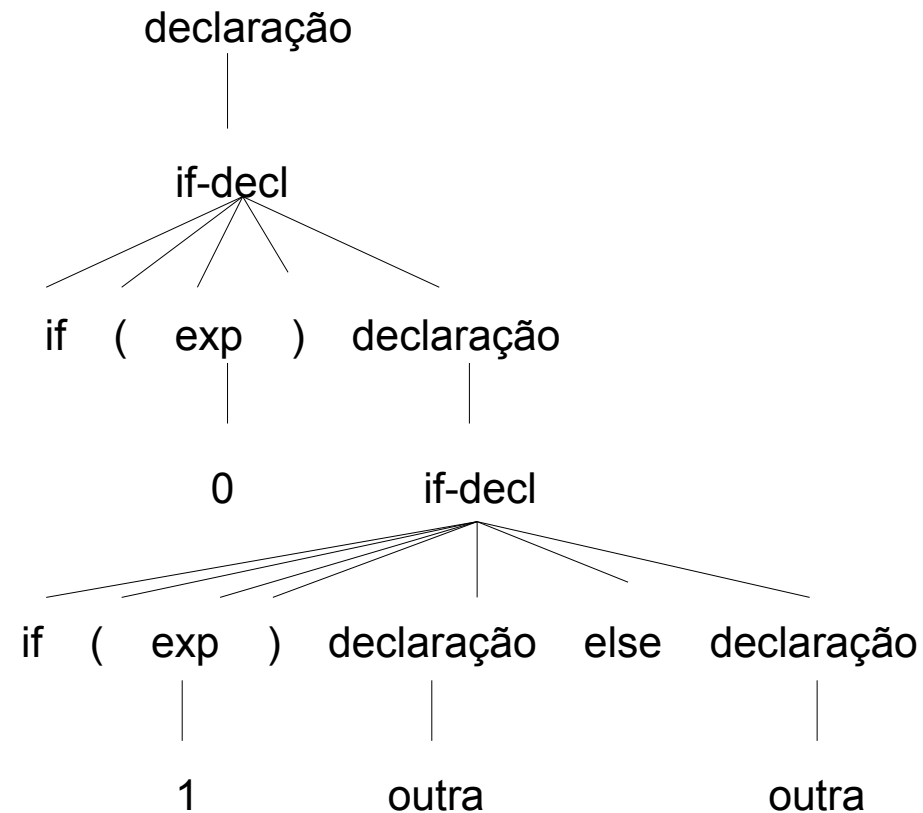 declaração
if-decl
if ( exp ) declaração
0 if-decl
if ( exp ) declaração else declaração
1 outra outra